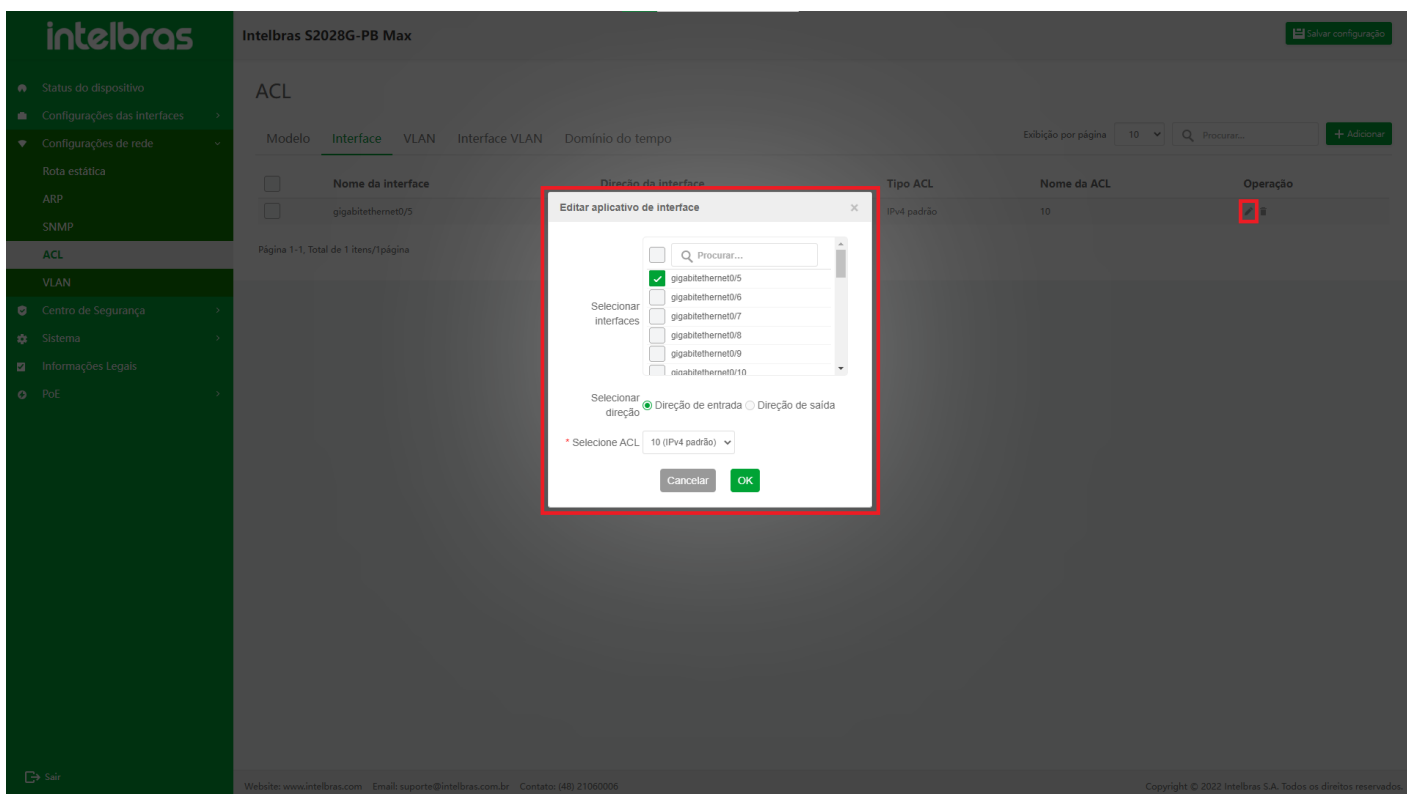 intelbras
Intelbras S2028G-PB Max
Salvar configuração
Status do dispositivo
Configurações das interfaces
Configurações de rede
Rota estática
ARP
SNMP
ACL
VLAN
Centro de Segurança
Sistema
Informações Legais
PoE
Sair
ACL
Modelo Interface VLAN Interface VLAN Domínio do tempo
Exibição por página 10 Procurar... + Adicionar
Nome da interface Direção da interface Tipo ACL Nome da ACL Operação
gigabitethernet0/5 IPv4 padrão 10
Página 1-1, Total de 1 itens/1página
Editar aplicativo de interface ×
Procurar...
Selecionar interfaces
gigabitethernet0/5
gigabitethernet0/6
gigabitethernet0/7
gigabitethernet0/8
gigabitethernet0/9
gigabitethernet0/10
Selecionar direção
Direção de entrada Direção de saída
* Selecione ACL 10 (IPv4 padrão)
Cancelar OK
Website: www.intelbras.com Email: suporte@intelbras.com.br Contato: (48) 21060006
Copyright © 2022 Intelbras S.A. Todos os direitos reservados.